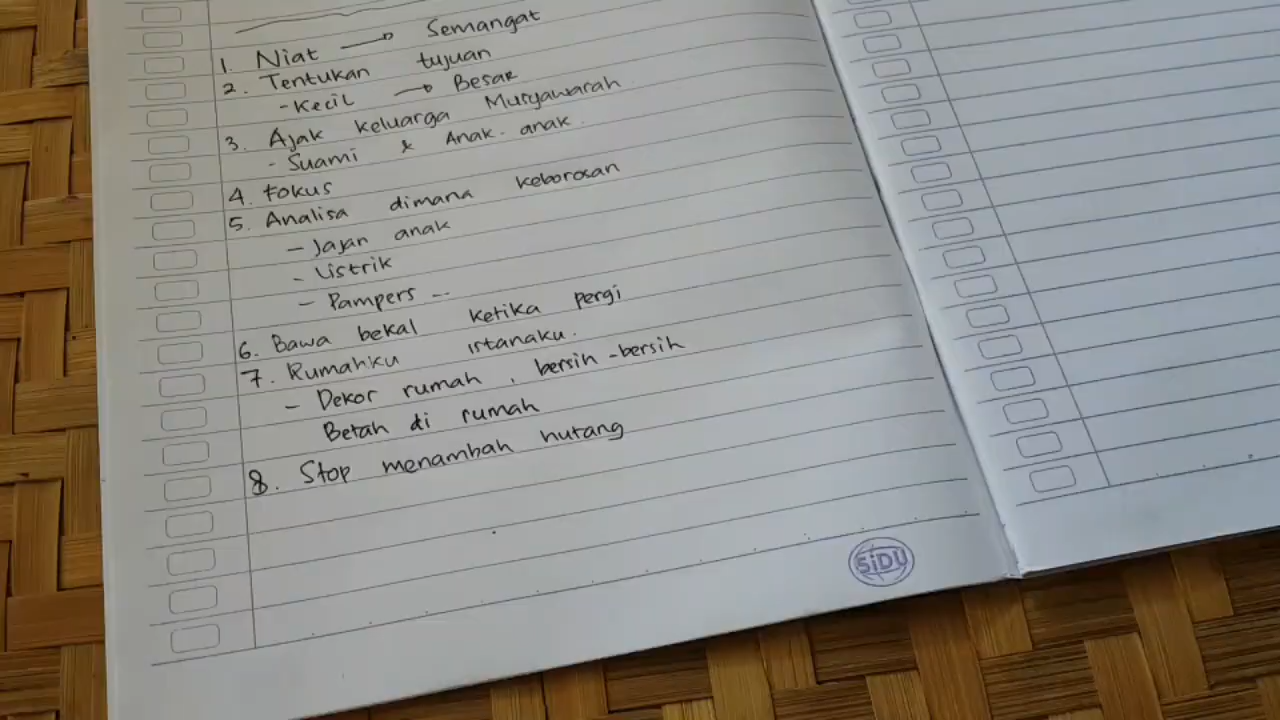 1. Niat → Semangat
2. Tentukan tujuan
- Kecil → Besar
3. Ajak keluarga Musyawarah
- Suami & Anak-anak
4. Fokus
5. Analisa dimana keborosan
- Jajan anak
- Listrik
- Pampers --
6. Bawa bekal ketika pergi
7. Rumahku istanaku.
- Dekor rumah, bersih-bersih
Betah di rumah
8. Stop menambah hutang
SiDU